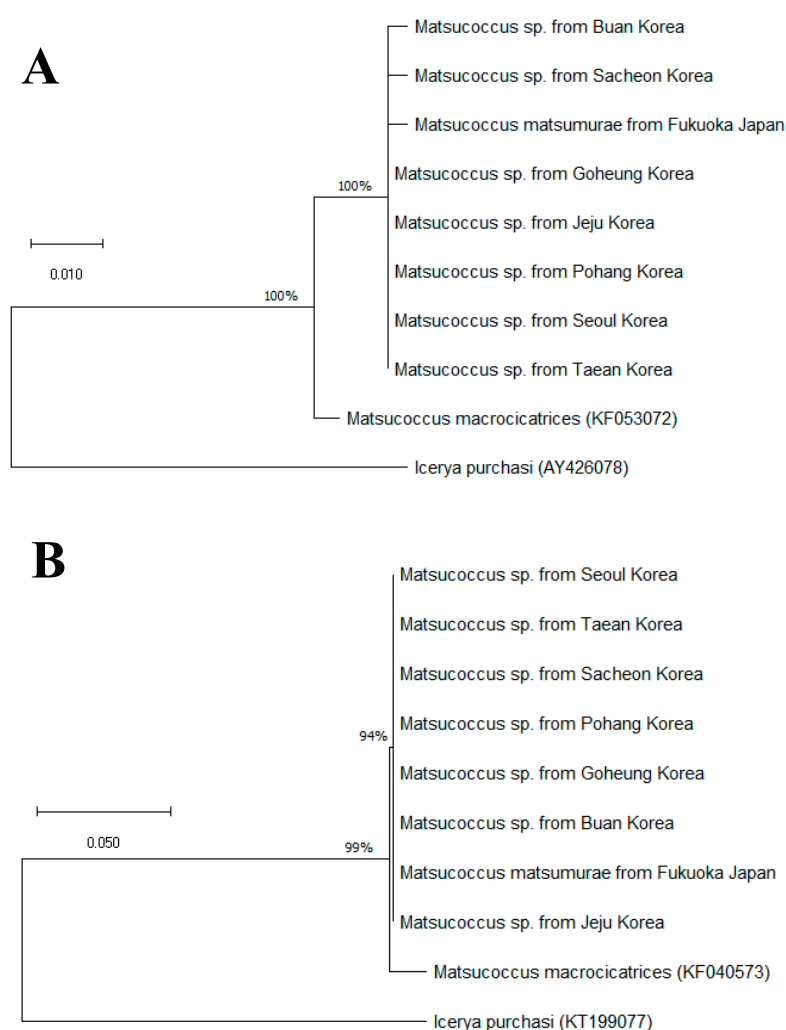 A
Matsucoccus sp. from Buan Korea
Matsucoccus sp. from Sacheon Korea
Matsucoccus matsumurae from Fukuoka Japan
Matsucoccus sp. from Goheung Korea
100%
Matsucoccus sp. from Jeju Korea
0.010
Matsucoccus sp. from Pohang Korea
100%
Matsucoccus sp. from Seoul Korea
Matsucoccus sp. from Taean Korea
Matsucoccus macrocicatrices (KF053072)
Icerya purchasi (AY426078)
B
Matsucoccus sp. from Seoul Korea
Matsucoccus sp. from Taean Korea
Matsucoccus sp. from Sacheon Korea
Matsucoccus sp. from Pohang Korea
94%
Matsucoccus sp. from Goheung Korea
Matsucoccus sp. from Buan Korea
0.050
99%
Matsucoccus matsumurae from Fukuoka Japan
Matsucoccus sp. from Jeju Korea
Matsucoccus macrocicatrices (KF040573)
Icerya purchasi (KT199077)